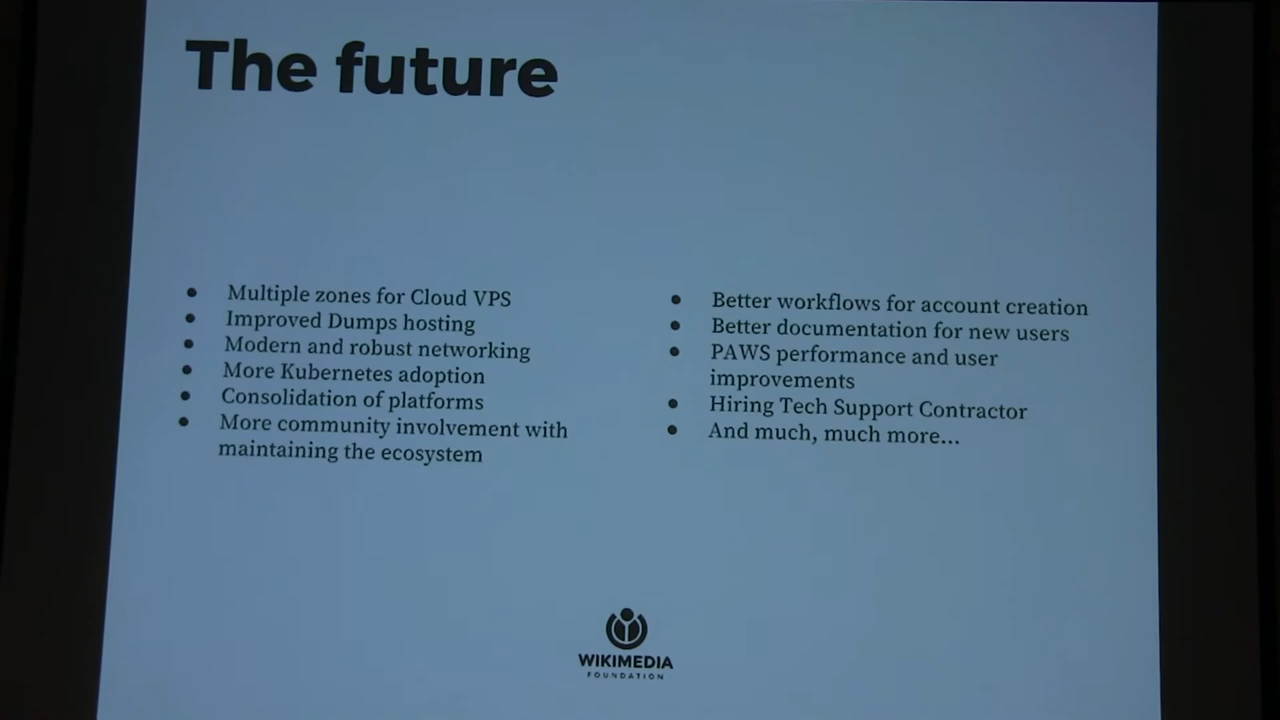 The future
● Multiple zones for Cloud VPS
● Improved Dumps hosting
● Modern and robust networking
● More Kubernetes adoption
● Consolidation of platforms
● More community involvement with
maintaining the ecosystem
● Better workflows for account creation
● Better documentation for new users
● PAWS performance and user
improvements
● Hiring Tech Support Contractor
● And much, much more...
WIKIMEDIA
FOUNDATION